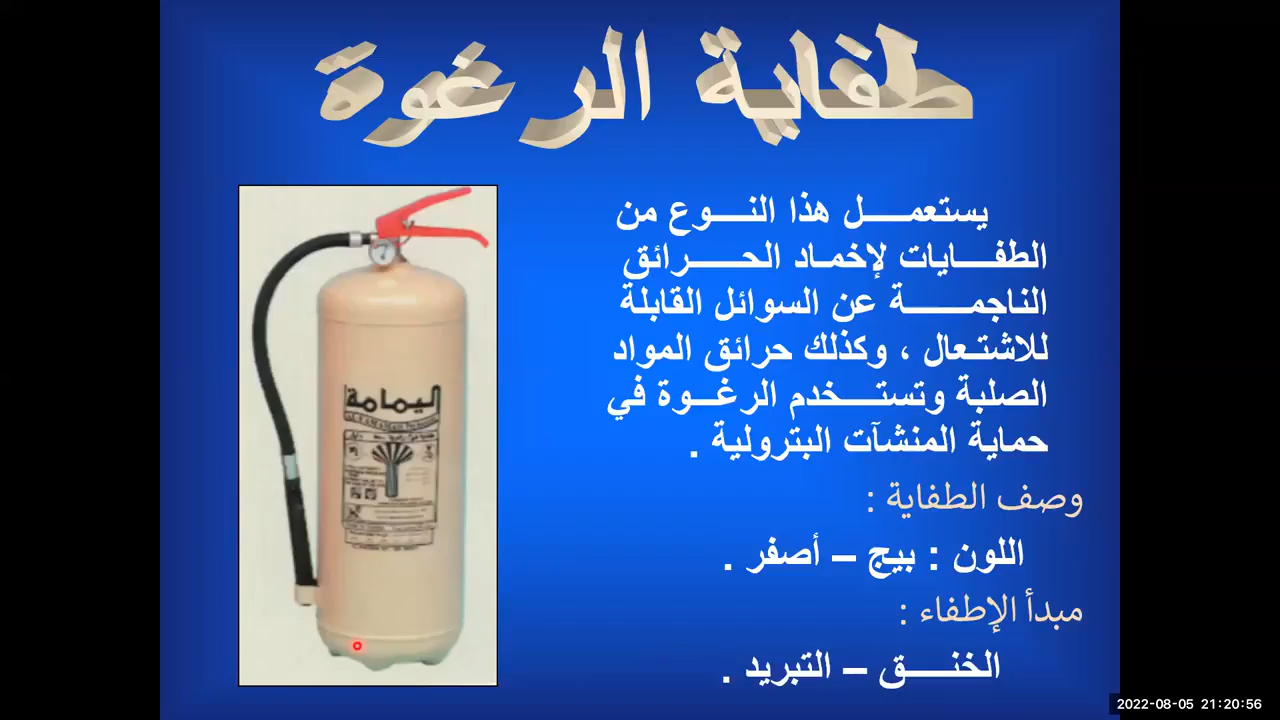 طفاية الرغوة
يستعمل هذا النوع من
الطفايات لإخماد الحرائق
الناجمة عن السوائل القابلة
للاشتعال ، وكذلك حرائق المواد
الصلبة وتستخدم الرغوة في
حماية المنشآت البترولية .
وصف الطفاية :
اللون : بيج – أصفر .
مبدأ الإطفاء :
الخنق – التبريد .
اليمامة
2022-08-05 21:20:56